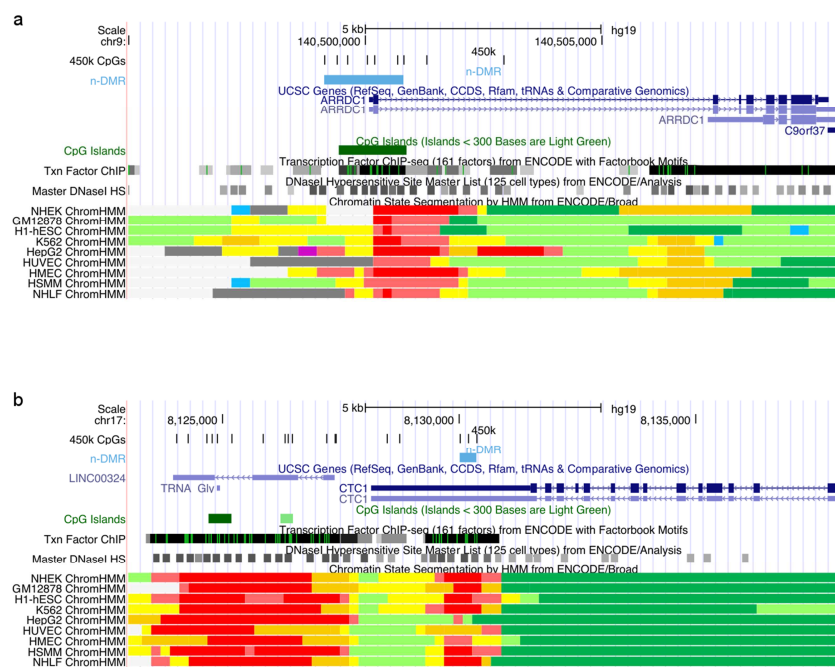 a
Scale 5 kb hg19
chr9: 140,500,000 140,505,000
450k CpGs 450k
n-DMR n-DMR
UCSC Genes (RefSeq, GenBank, CCDS, Rfam, tRNAs & Comparative Genomics)
ARRDC1
ARRDC1
ARRDC1
C9orf37
CpG Islands (Islands < 300 Bases are Light Green)
CpG Islands
Transcription Factor ChIP-seq (161 factors) from ENCODE with Factorbook Motifs
Txn Factor ChIP
DNaseI Hypersensitive Site Master List (125 cell types) from ENCODE/Analysis
Master DNaseI HS
Chromatin State Segmentation by HMM from ENCODE/Broad
NHEK ChromHMM
GM12878 ChromHMM
H1-hESC ChromHMM
K562 ChromHMM
HepG2 ChromHMM
HUVEC ChromHMM
HMEC ChromHMM
HSMM ChromHMM
NHLF ChromHMM
b
Scale 5 kb hg19
chr17: 8,125,000 8,130,000 8,135,000
450k CpGs 450k
n-DMR n-DMR
UCSC Genes (RefSeq, GenBank, CCDS, Rfam, tRNAs & Comparative Genomics)
LINC00324
TRNA_Gly CTC1
CTC1
CpG Islands (Islands < 300 Bases are Light Green)
CpG Islands
Transcription Factor ChIP-seq (161 factors) from ENCODE with Factorbook Motifs
Txn Factor ChIP
DNaseI Hypersensitive Site Master List (125 cell types) from ENCODE/Analysis
Master DNaseI HS
Chromatin State Segmentation by HMM from ENCODE/Broad
NHEK ChromHMM
GM12878 ChromHMM
H1-hESC ChromHMM
K562 ChromHMM
HepG2 ChromHMM
HUVEC ChromHMM
HMEC ChromHMM
HSMM ChromHMM
NHLF ChromHMM